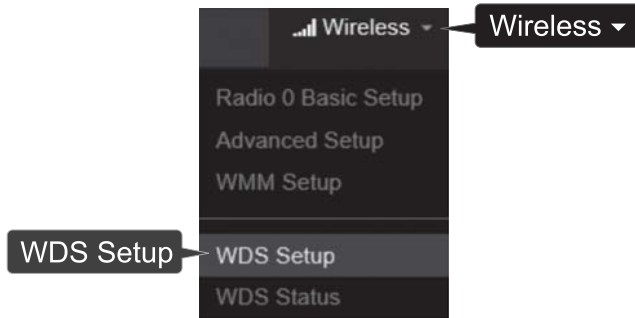 Wireless
Wireless
Radio 0 Basic Setup
Advanced Setup
WMM Setup
WDS Setup
WDS Setup
WDS Status